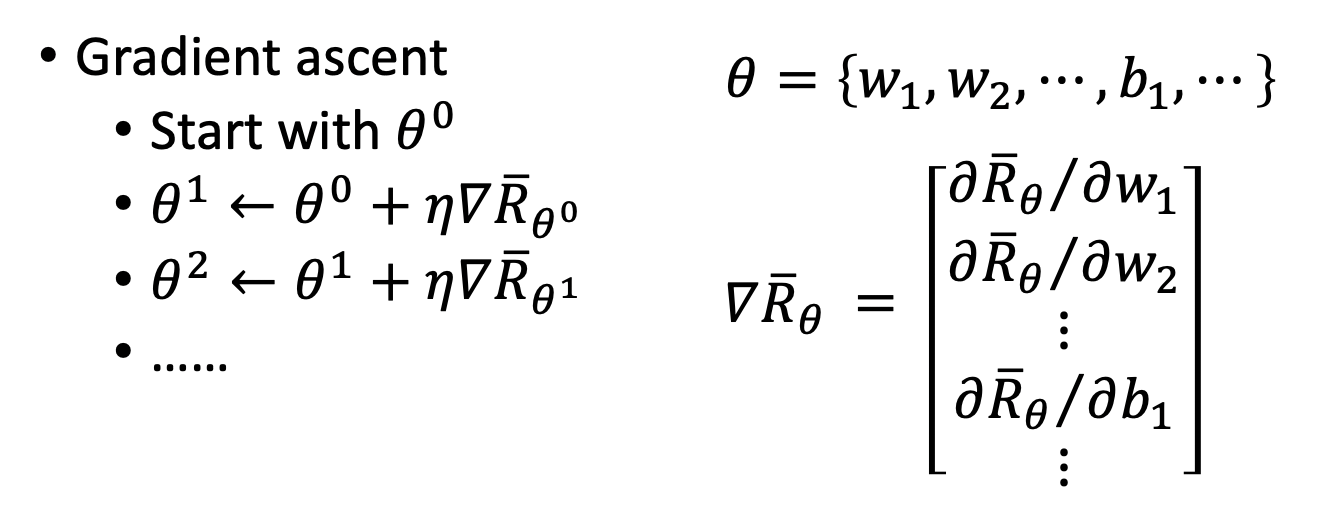 • Gradient ascent
• Start with θ⁰
• θ¹ ← θ⁰ + η∇R̄_θ⁰
• θ² ← θ¹ + η∇R̄_θ¹
• ……
θ = {w₁, w₂, ⋯ , b₁, ⋯ }
∇R̄_θ =
∂R̄_θ/∂w₁
∂R̄_θ/∂w₂
⋮
∂R̄_θ/∂b₁
⋮